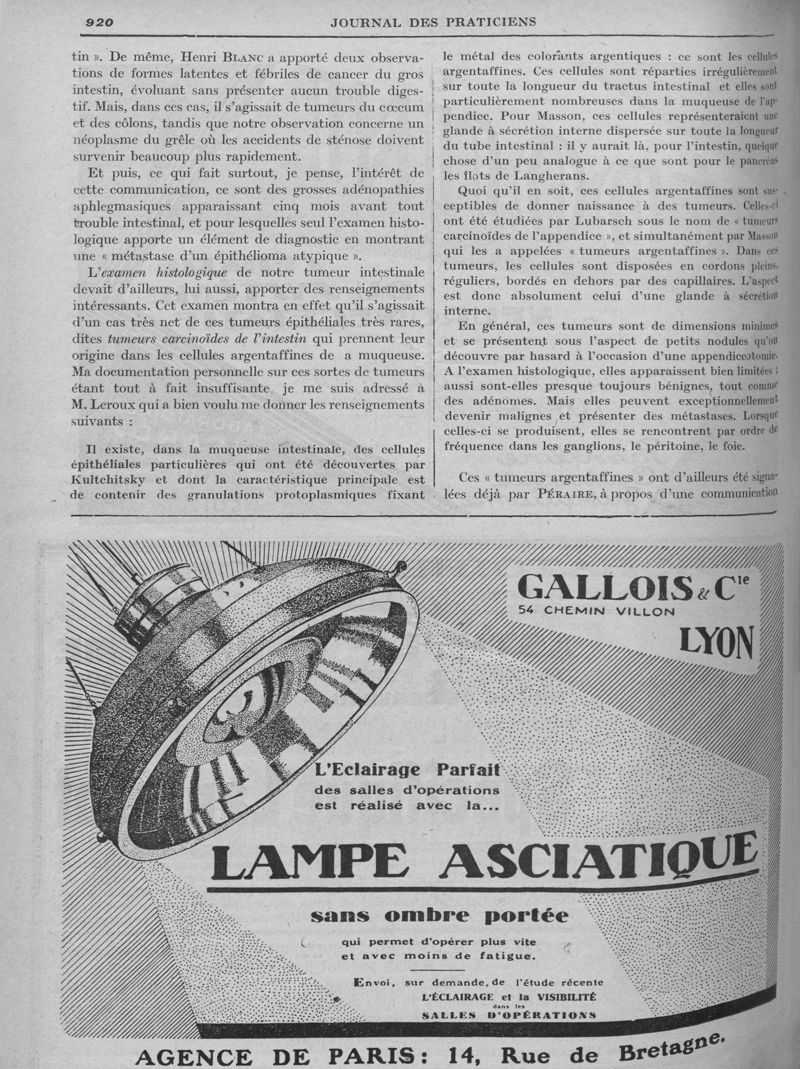 920
JOURNAL DES PRATICIENS
tin ». De même, Henri BLANC a apporté deux observa-
tions de formes latentes et fébriles de cancer du gros
intestin, évoluant sans présenter aucun trouble diges-
tif. Mais, dans ces cas, il s'agissait de tumeurs du cœcum
et des côlons, tandis que notre observation concerne un
néoplasme du grêle où les accidents de sténose doivent
survenir beaucoup plus rapidement.
Et puis, ce qui fait surtout, je pense, l'intérêt de
cette communication, ce sont des grosses adénopathies
aphlegmasiques apparaissant cinq mois avant tout
trouble intestinal, et pour lesquelles seul l'examen histo-
logique apporte un élément de diagnostic en montrant
une « métastase d'un épithélioma atypique ».
L'examen histologique de notre tumeur intestinale
devait d'ailleurs, lui aussi, apporter des renseignements
intéressants. Cet examen montra en effet qu'il s'agissait
d'un cas très net de ces tumeurs épithéliales très rares,
dites tumeurs carcinoïdes de l'intestin qui prennent leur
origine dans les cellules argentaffines de a muqueuse.
Ma documentation personnelle sur ces sortes de tumeurs
étant tout à fait insuffisante je me suis adressé à
M. Leroux qui a bien voulu me donner les renseignements
suivants :
Il existe, dans la muqueuse intestinale, des cellules
épithéliales particulières qui ont été découvertes par
Kultchitsky et dont la caractéristique principale est
de contenir des granulations protoplasmiques fixant
le métal des colorants argentiques : ce sont les cellules
argentaffines. Ces cellules sont réparties irrégulièrement
sur toute la longueur du tractus intestinal et elles sont
particulièrement nombreuses dans la muqueuse de l'ap-
pendice. Pour Masson, ces cellules représenteraient une
glande à sécrétion interne dispersée sur toute la longueur
du tube intestinal : il y aurait là, pour l'intestin, quelque
chose d'un peu analogue à ce que sont pour le pancréas
les îlots de Langherans.
Quoi qu'il en soit, ces cellules argentaffines sont sus-
ceptibles de donner naissance à des tumeurs. Celles-ci
ont été étudiées par Lubarsch sous le nom de « tumeurs
carcinoïdes de l'appendice », et simultanément par Masson
qui les a appelées « tumeurs argentaffines ». Dans ces
tumeurs, les cellules sont disposées en cordons pleins,
réguliers, bordés en dehors par des capillaires. L'aspect
est donc absolument celui d'une glande à sécrétion
interne.
En général, ces tumeurs sont de dimensions minimes
et se présentent sous l'aspect de petits nodules qu'on
découvre par hasard à l'occasion d'une appendicectomie.
A l'examen histologique, elles apparaissent bien limitées ;
aussi sont-elles presque toujours bénignes, tout comme
des adénomes. Mais elles peuvent exceptionnellement
devenir malignes et présenter des métastases. Lorsque
celles-ci se produisent, elles se rencontrent par ordre de
fréquence dans les ganglions, le péritoine, le foie.
Ces « tumeurs argentaffines » ont d'ailleurs été signa-
lées déjà par PÉRAIRE, à propos d'une communication
GALLOIS & Cie
54 CHEMIN VILLON
LYON
L'Eclairage Parfait
des salles d'opérations
est réalisé avec la...
LAMPE ASCIATIQUE
sans ombre portée
qui permet d'opérer plus vite
et avec moins de fatigue.
Envoi, sur demande, de l'étude récente
L'ÉCLAIRAGE et la VISIBILITÉ
dans les
SALLES D'OPÉRATIONS
AGENCE DE PARIS : 14, Rue de Bretagne.